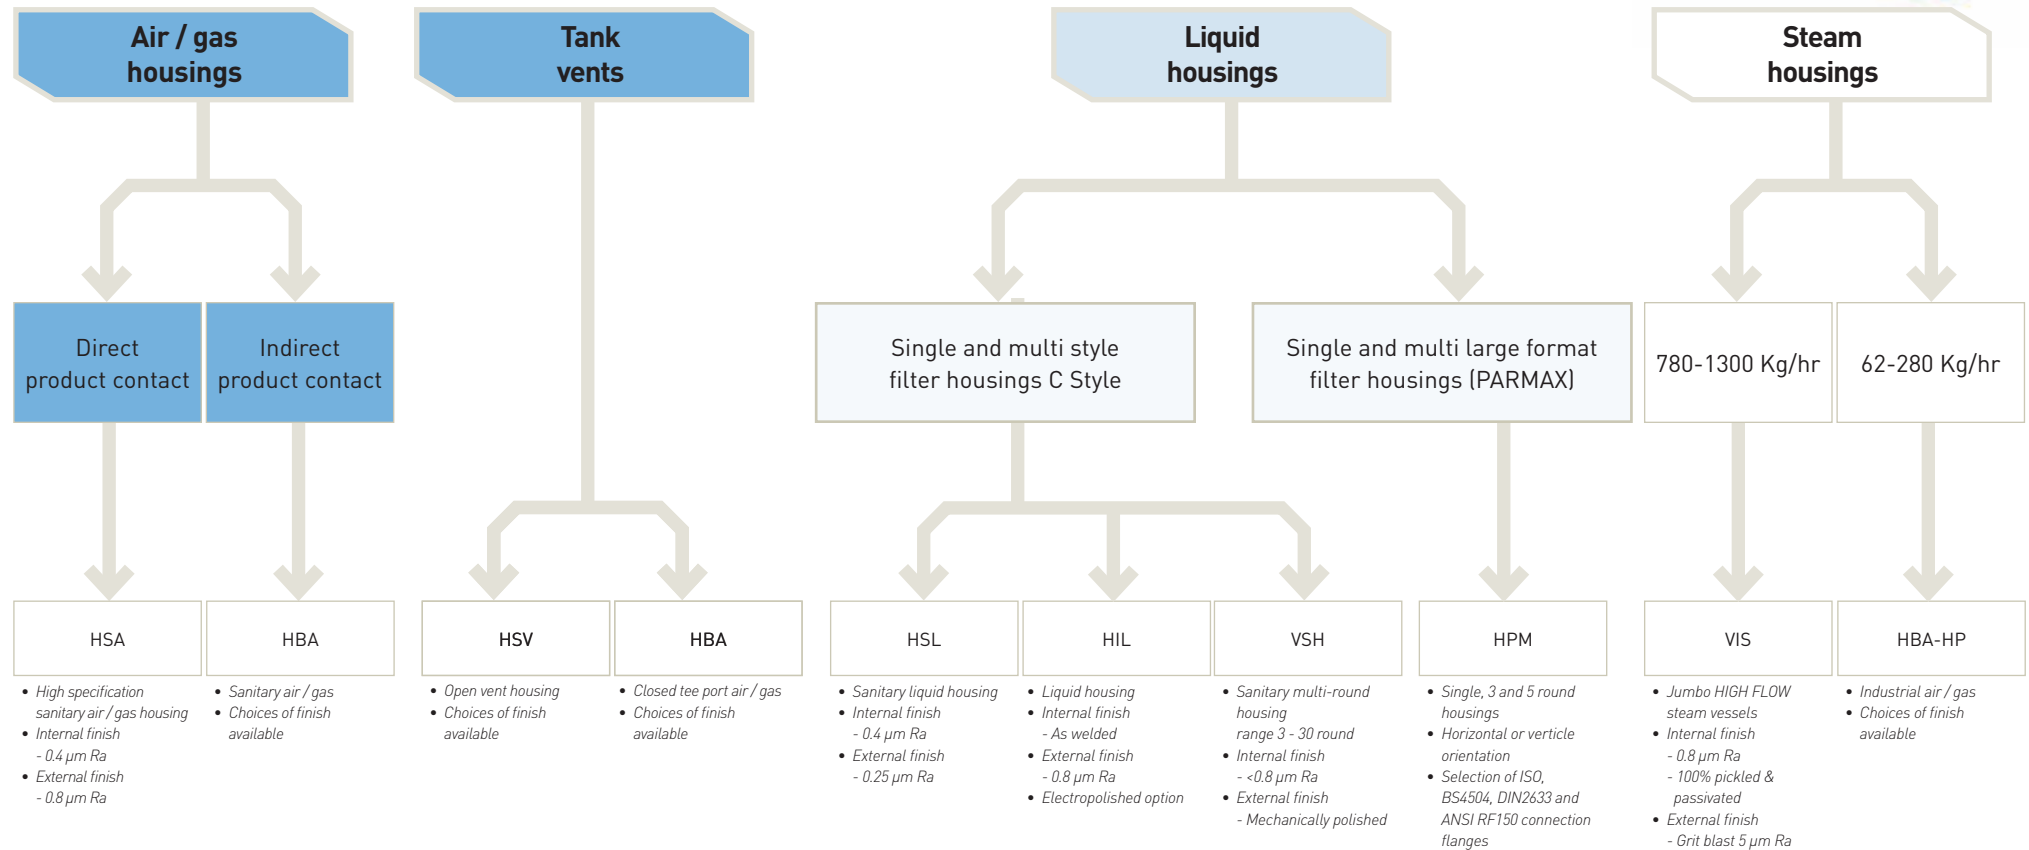 Air / gas
housings
Tank
vents
Liquid
housings
Steam
housings
Direct
product contact
Indirect
product contact
Single and multi style
filter housings C Style
Single and multi large format
filter housings (PARMAX)
780-1300 Kg/hr
62-280 Kg/hr
HSA
• High specification
sanitary air / gas housing
• Internal finish
- 0.4 µm Ra
• External finish
- 0.8 µm Ra
HBA
• Sanitary air / gas
• Choices of finish
available
HSV
• Open vent housing
• Choices of finish
available
HBA
• Closed tee port air / gas
• Choices of finish
available
HSL
• Sanitary liquid housing
• Internal finish
- 0.4 µm Ra
• External finish
- 0.25 µm Ra
HIL
• Liquid housing
• Internal finish
- As welded
• External finish
- 0.8 µm Ra
• Electropolished option
VSH
• Sanitary multi-round
housing
range 3 - 30 round
• Internal finish
- <0.8 µm Ra
• External finish
- Mechanically polished
HPM
• Single, 3 and 5 round
housings
• Horizontal or verticle
orientation
• Selection of ISO,
BS4504, DIN2633 and
ANSI RF150 connection
flanges
VIS
• Jumbo HIGH FLOW
steam vessels
• Internal finish
- 0.8 µm Ra
- 100% pickled &
passivated
• External finish
- Grit blast 5 µm Ra
HBA-HP
• Industrial air / gas
• Choices of finish
available